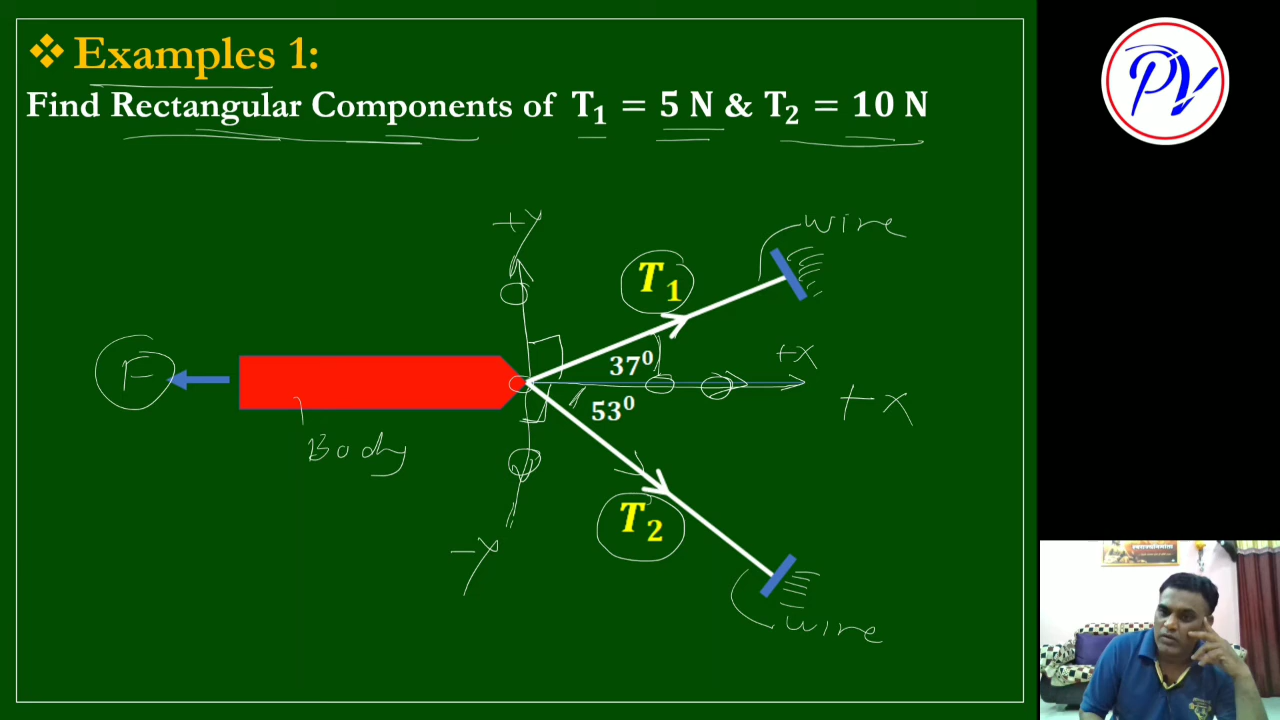 ❖ Examples 1:
Find Rectangular Components of T₁ = 5 N & T₂ = 10 N
PV
+Y
wire
T₁
37⁰
+X
+X
F
53⁰
Body
T₂
-Y
wire